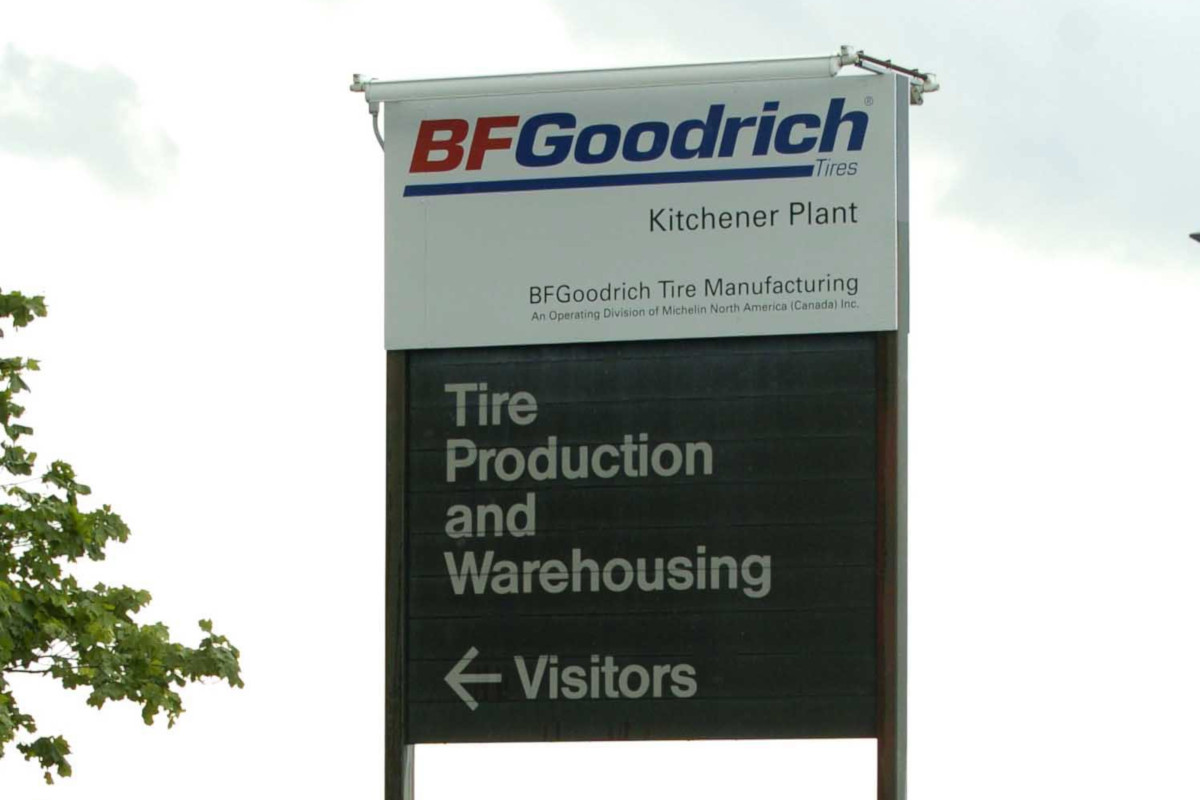 BFGoodrich®
Tires
Kitchener Plant
BFGoodrich Tire Manufacturing
An Operating Division of Michelin North America (Canada) Inc.
Tire
Production
and
Warehousing
← Visitors